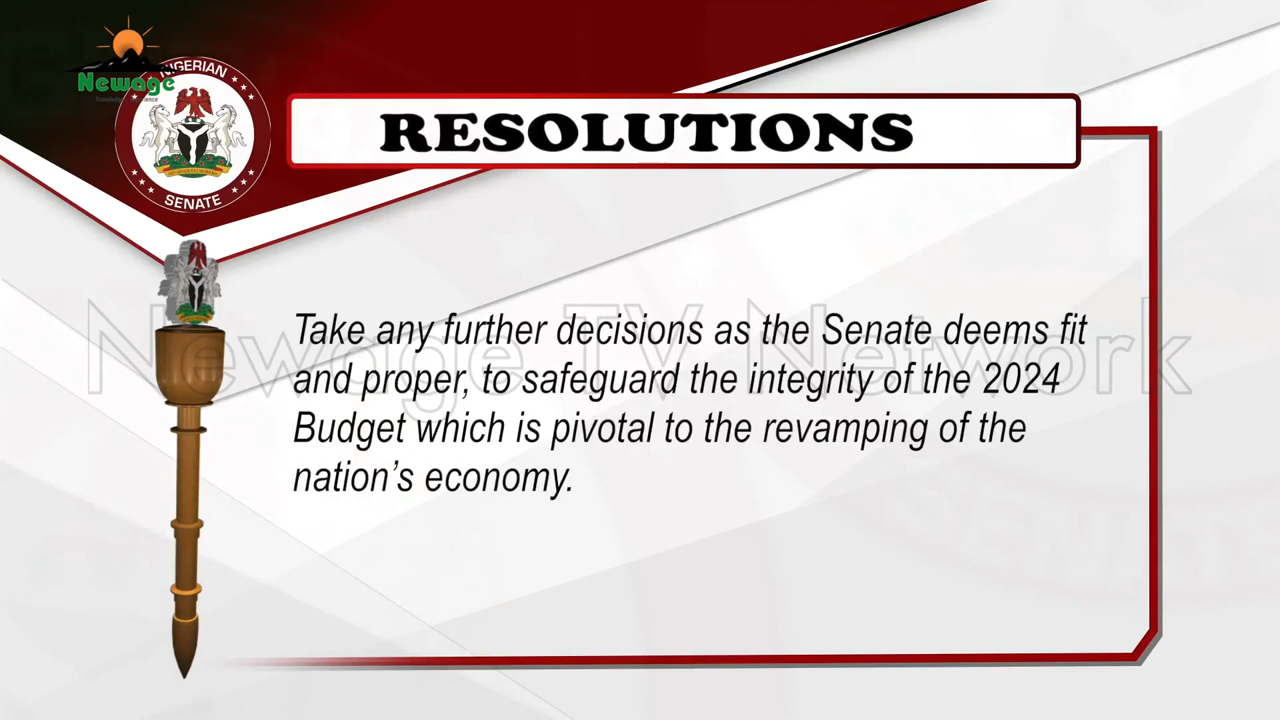 Newage
NIGERIAN
SENATE
RESOLUTIONS
Newage TV Network
Take any further decisions as the Senate deems fit
and proper, to safeguard the integrity of the 2024
Budget which is pivotal to the revamping of the
nation’s economy.
SENATE